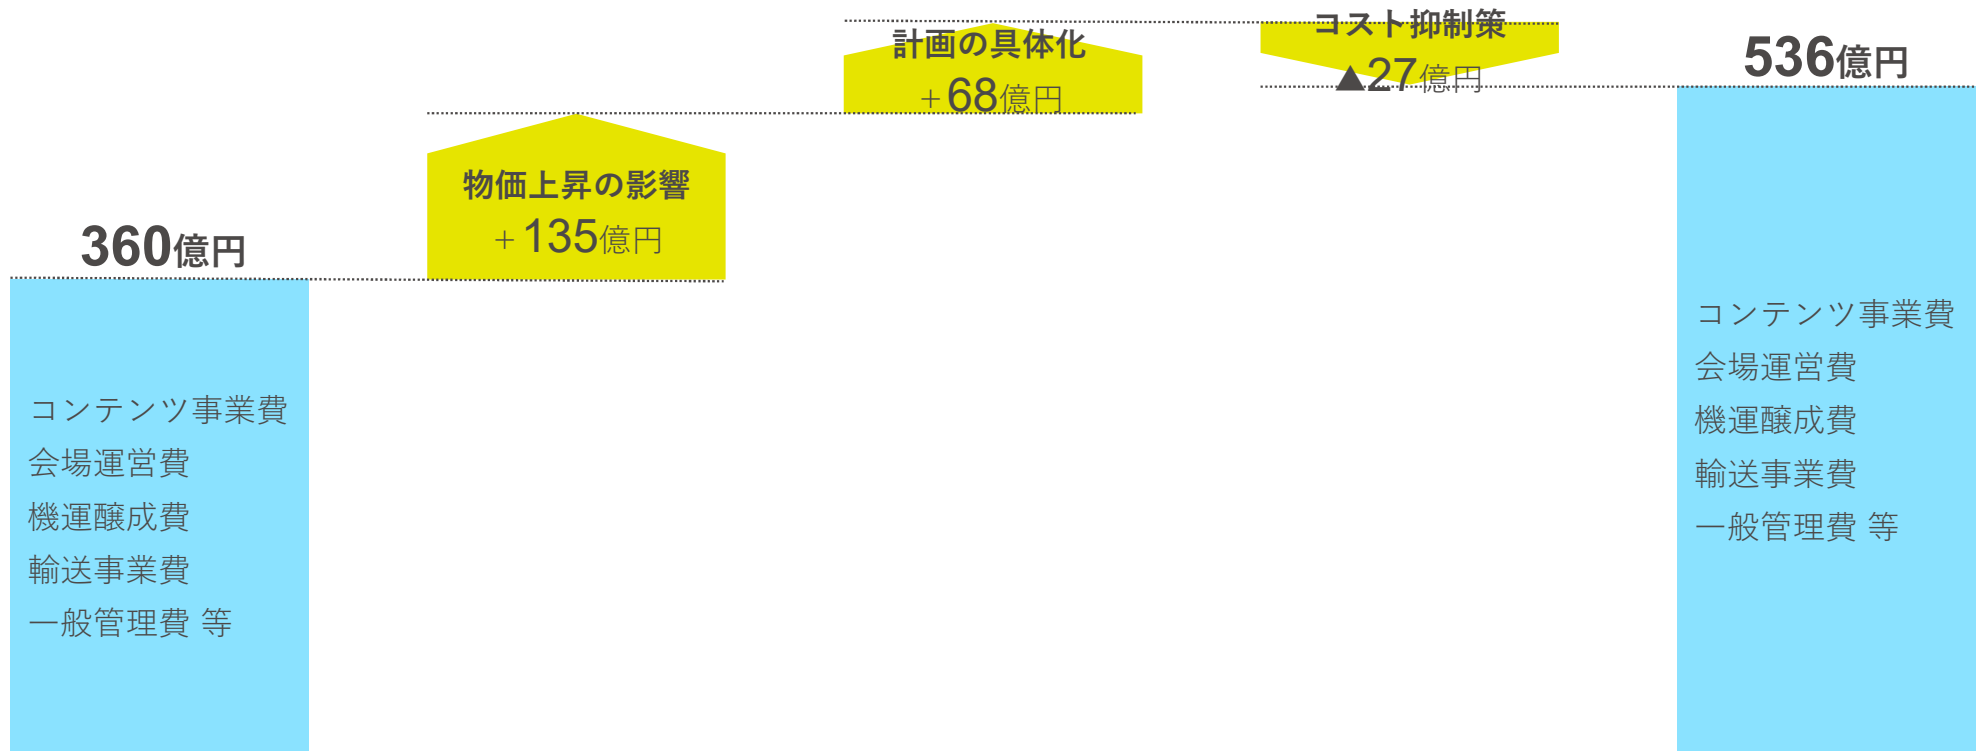 360億円
コンテンツ事業費
会場運営費
機運醸成費
輸送事業費
一般管理費 等
物価上昇の影響
+135億円
計画の具体化
+68億円
コスト抑制策
▲27億円
536億円
コンテンツ事業費
会場運営費
機運醸成費
輸送事業費
一般管理費 等